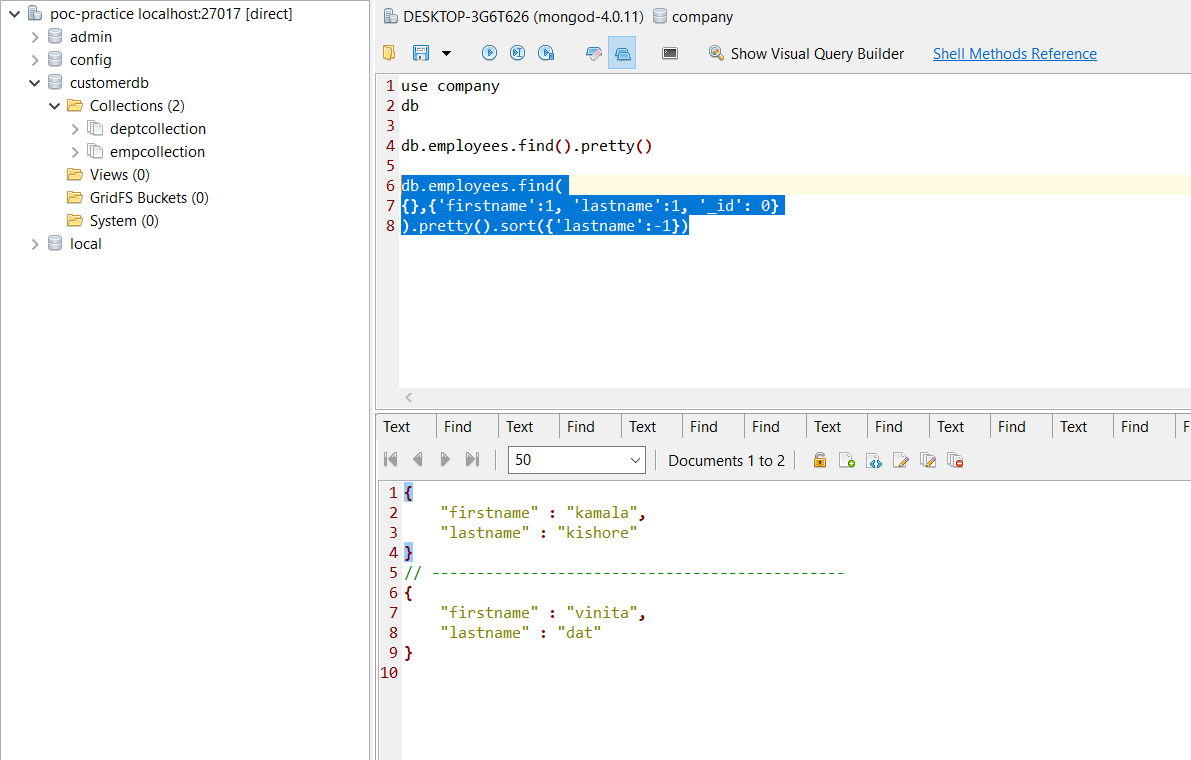 poc-practice localhost:27017 [direct]
admin
config
customerdb
Collections (2)
deptcollection
empcollection
Views (0)
GridFS Buckets (0)
System (0)
local
DESKTOP-3G6T626 (mongod-4.0.11) company
Show Visual Query Builder Shell Methods Reference
1 use company
2 db
3
4 db.employees.find().pretty()
5
6 db.employees.find(
7 {},{'firstname':1, 'lastname':1, '_id': 0}
8 ).pretty().sort({'lastname':-1})
Text Find Text Find Text Find Find Text Find Text Find Text Find F
50 Documents 1 to 2
1 {
2 "firstname" : "kamala",
3 "lastname" : "kishore"
4 }
5 // ----------------------------------------------
6 {
7 "firstname" : "vinita",
8 "lastname" : "dat"
9 }
10